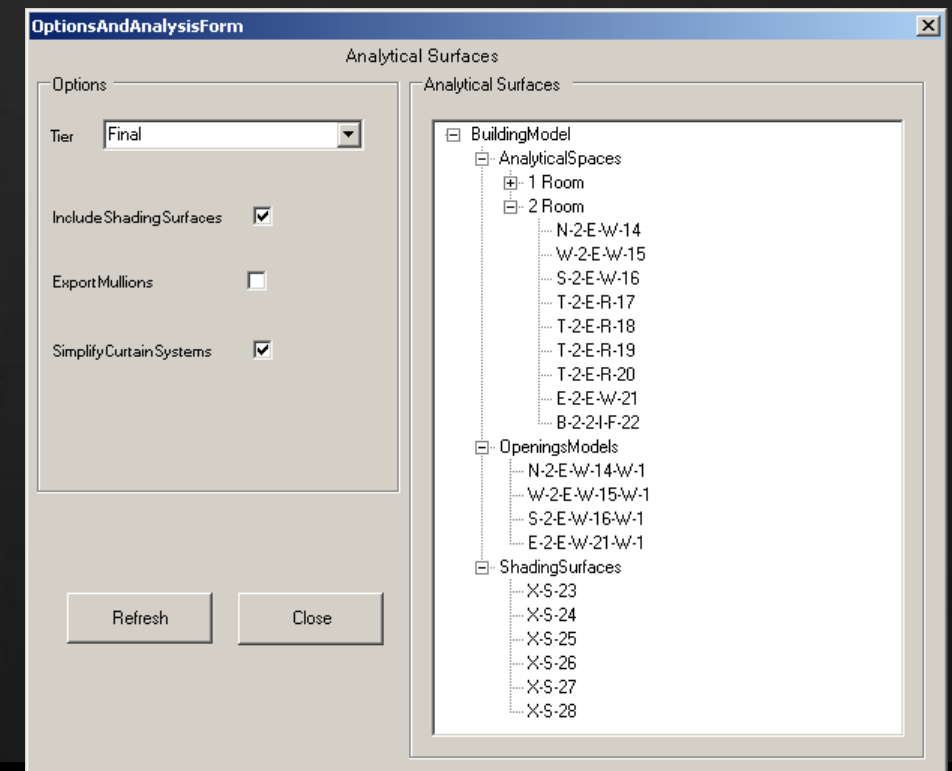 OptionsAndAnalysisForm
Analytical Surfaces
Options
Tier Final
IncludeShadingSurfaces
ExportMullions
SimplifyCurtainSystems
Refresh
Close
Analytical Surfaces
BuildingModel
AnalyticalSpaces
1 Room
2 Room
N-2-E-W-14
W-2-E-W-15
S-2-E-W-16
T-2-E-R-17
T-2-E-R-18
T-2-E-R-19
T-2-E-R-20
E-2-E-W-21
B-2-2-I-F-22
OpeningsModels
N-2-E-W-14-W-1
W-2-E-W-15-W-1
S-2-E-W-16-W-1
E-2-E-W-21-W-1
ShadingSurfaces
X-S-23
X-S-24
X-S-25
X-S-26
X-S-27
X-S-28